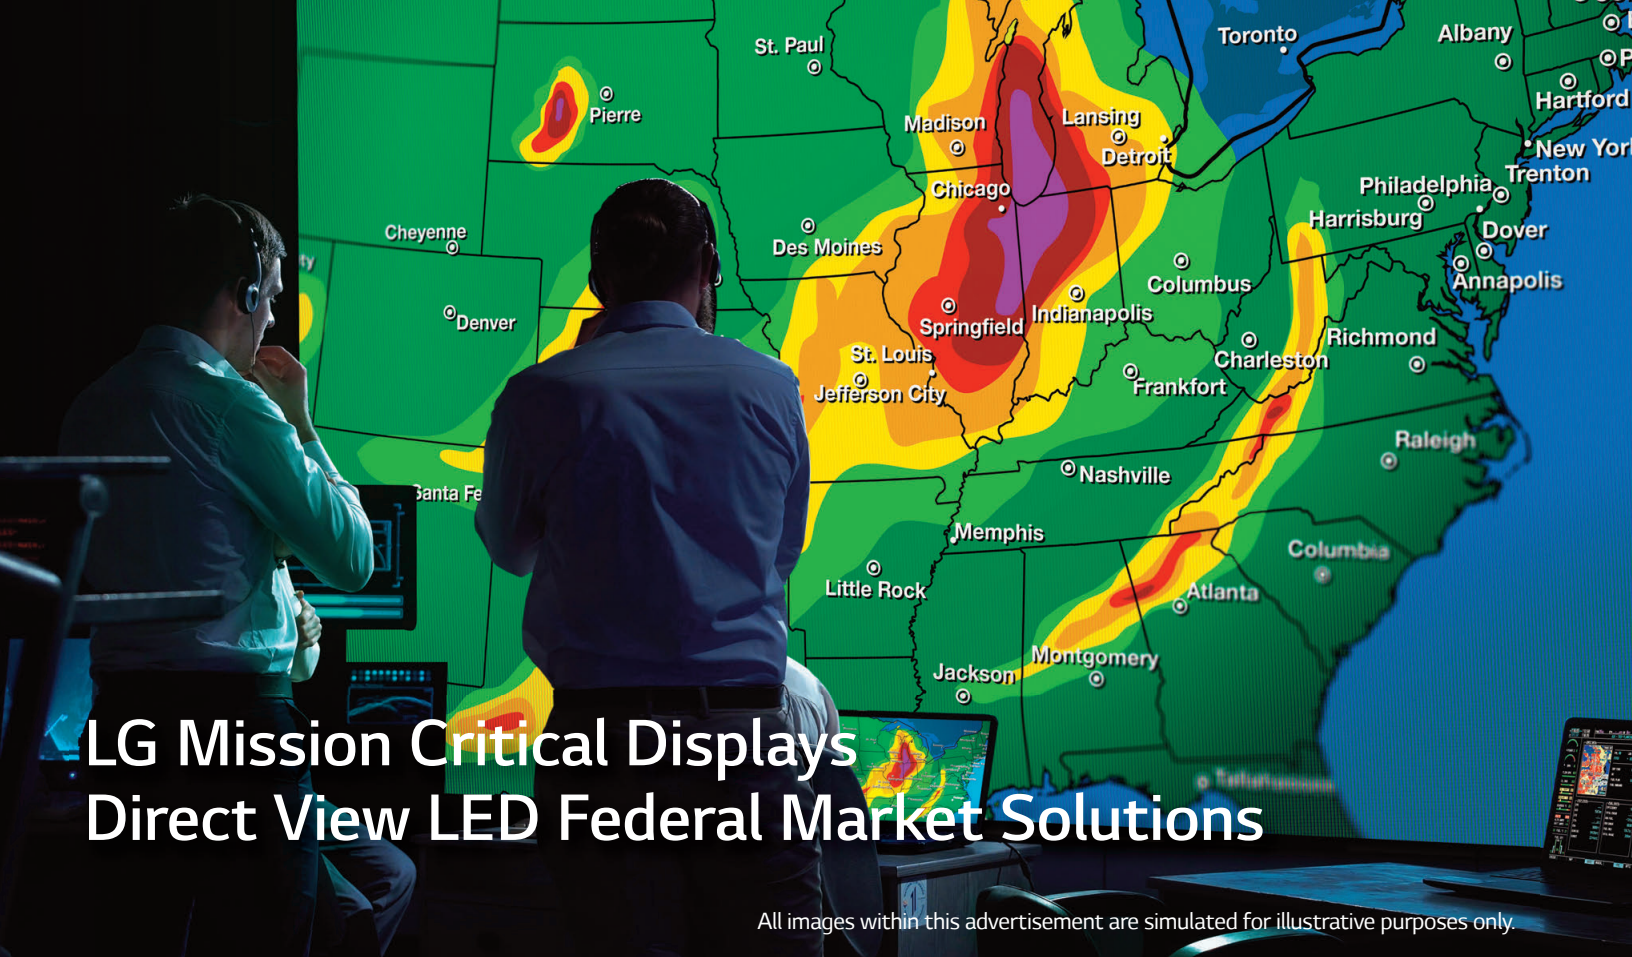 St. Paul
Toronto
Albany
Pierre
Madison
Lansing
Hartford
Detroit
New Yor
Trenton
Chicago
Philadelphia
Harrisburg
Dover
Cheyenne
Des Moines
Columbus
Annapolis
ty
Denver
Springfield
Indianapolis
Richmond
St. Louis
Charleston
Jefferson City
Frankfort
Raleigh
Santa Fe
Nashville
Memphis
Columbia
Little Rock
Atlanta
Montgomery
Jackson
LG Mission Critical Displays
Direct View LED Federal Market Solutions
All images within this advertisement are simulated for illustrative purposes only.